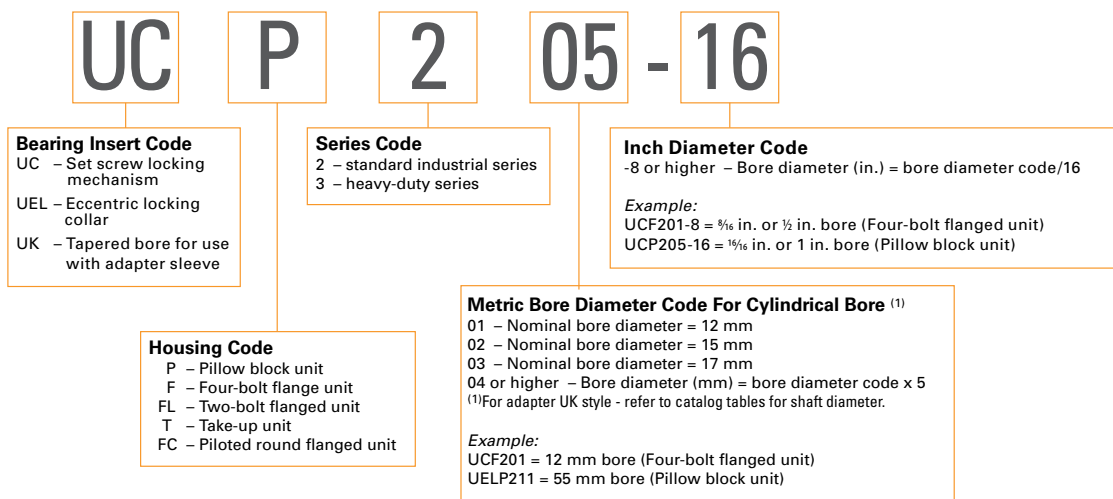 UC P 2 05 - 16
Bearing Insert Code
UC – Set screw locking
mechanism
UEL – Eccentric locking
collar
UK – Tapered bore for use
with adapter sleeve
Series Code
2 – standard industrial series
3 – heavy-duty series
Inch Diameter Code
-8 or higher – Bore diameter (in.) = bore diameter code/16
Example:
UCF201-8 = 8/16 in. or ½ in. bore (Four-bolt flanged unit)
UCP205-16 = 16/16 in. or 1 in. bore (Pillow block unit)
Housing Code
P – Pillow block unit
F – Four-bolt flange unit
FL – Two-bolt flanged unit
T – Take-up unit
FC – Piloted round flanged unit
Metric Bore Diameter Code For Cylindrical Bore (1)
01 – Nominal bore diameter = 12 mm
02 – Nominal bore diameter = 15 mm
03 – Nominal bore diameter = 17 mm
04 or higher – Bore diameter (mm) = bore diameter code x 5
(1)For adapter UK style - refer to catalog tables for shaft diameter.
Example:
UCF201 = 12 mm bore (Four-bolt flanged unit)
UELP211 = 55 mm bore (Pillow block unit)